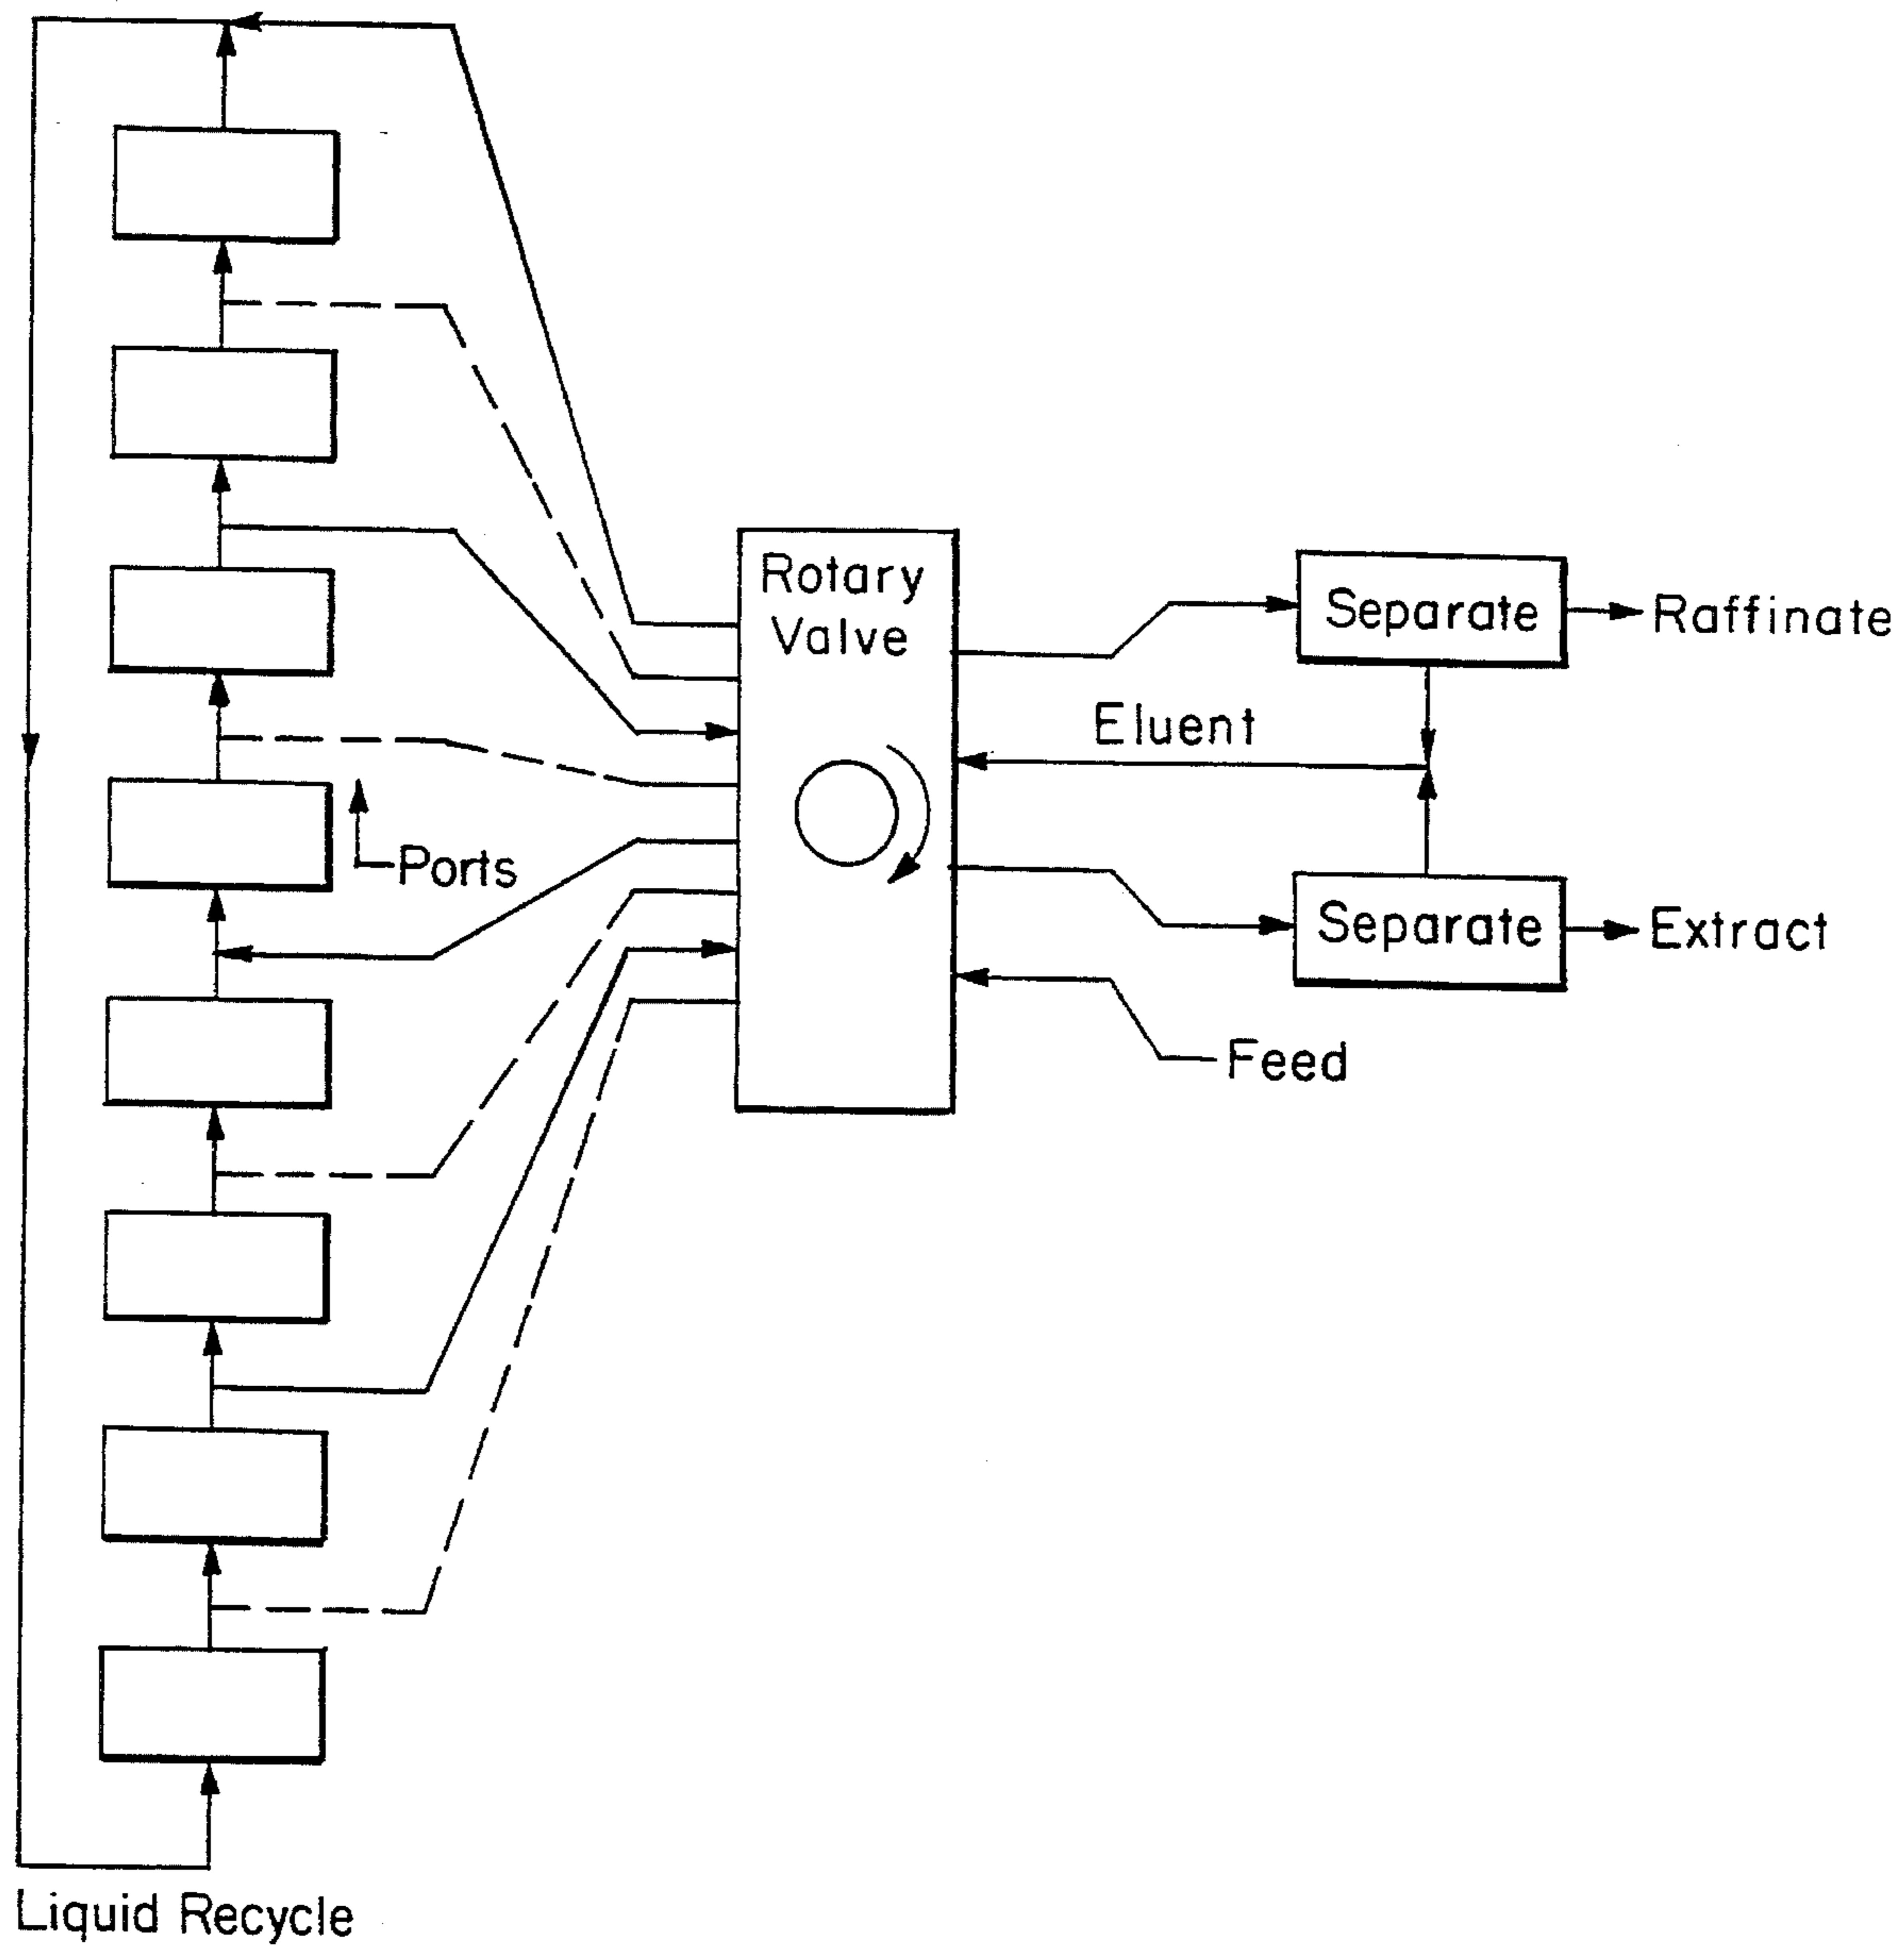 Rotary
Valve
Separate
Raffinate
Eluent
Ports
Separate
Extract
Feed
Liquid Recycle